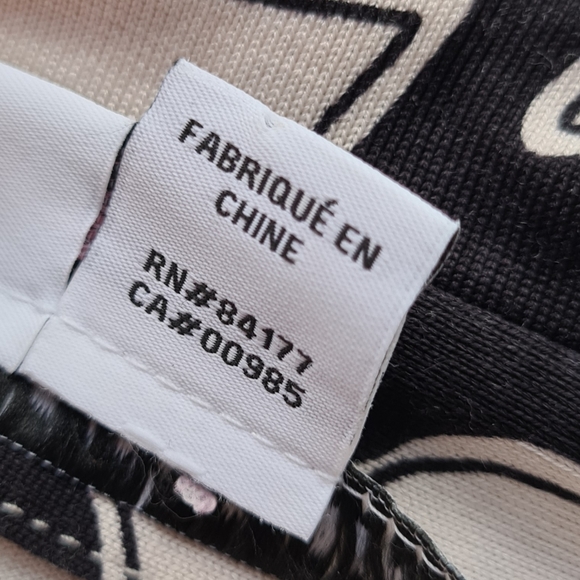 FABRIQUÉ EN
CHINE
RN#84177
CA#00985